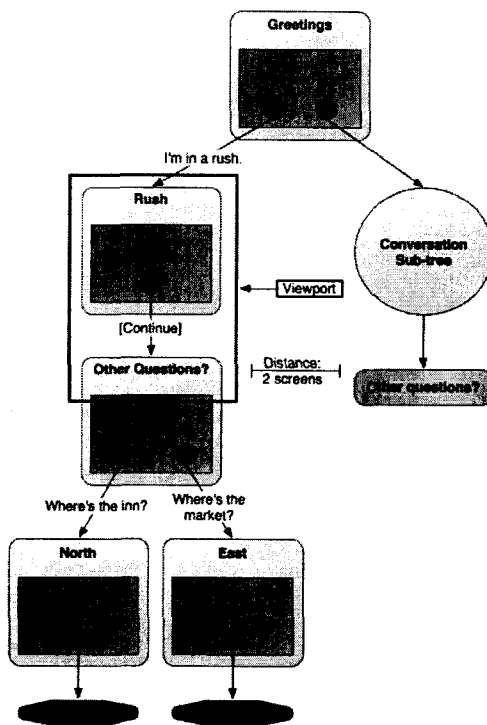 Greetings
I'm in a rush.
Rush
Conversation
Sub-tree
Viewport
[Continue]
Other Questions?
Distance:
2 screens
Other questions?
Where's the inn?
Where's the
market?
North
East